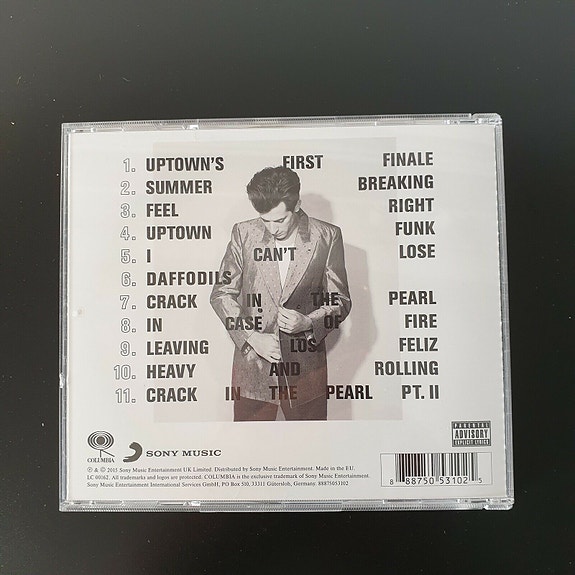 1. UPTOWN'S FIRST FINALE
2. SUMMER BREAKING
3. FEEL RIGHT
4. UPTOWN FUNK
5. I CAN'T LOSE
6. DAFFODILS
7. CRACK IN THE PEARL
8. IN CASE OF FIRE
9. LEAVING LOS FELIZ
10. HEAVY AND ROLLING
11. CRACK IN THE PEARL PT. II
COLUMBIA
SONY MUSIC
PARENTAL
ADVISORY
EXPLICIT LYRICS
℗ & © 2015 Sony Music Entertainment UK Limited. Distributed by Sony Music Entertainment. Made in the EU.
LC 00162. All trademarks and logos are protected. COLUMBIA is the exclusive trademark of Sony Music Entertainment.
Sony Music Entertainment International Services GmbH, PO Box 510, 33311 Gütersloh, Germany. 88875053102
8 88750 53102 5